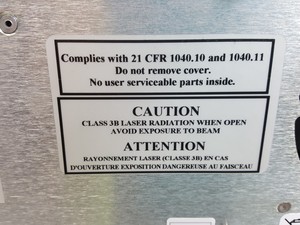 Complies with 21 CFR 1040.10 and 1040.11
Do not remove cover.
No user serviceable parts inside.
CAUTION
CLASS 3B LASER RADIATION WHEN OPEN
AVOID EXPOSURE TO BEAM
ATTENTION
RAYONNEMENT LASER (CLASSE 3B) EN CAS
D'OUVERTURE EXPOSITION DANGEREUSE AU FAISCEAU